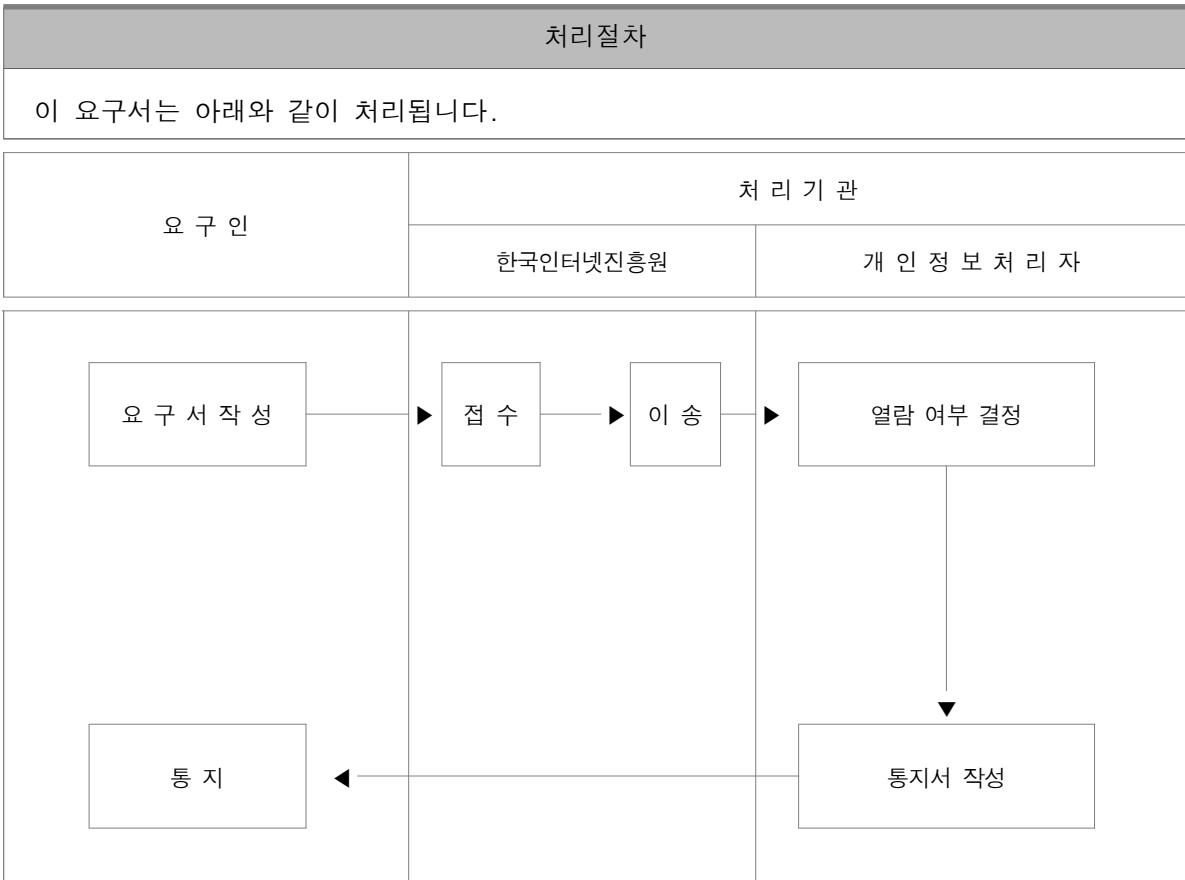 처리절차
이 요구서는 아래와 같이 처리됩니다.
요 구 인
처 리 기 관
한국인터넷진흥원
개 인 정 보 처 리 자
요 구 서 작 성
접 수
이 송
열람 여부 결정
통 지
통지서 작성